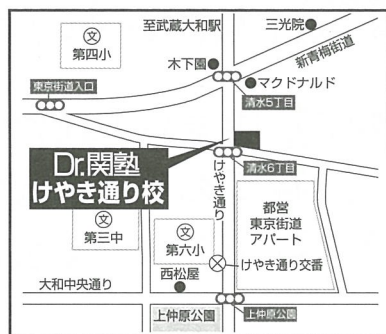 至武蔵大和駅
三光院
文
第四小
木下園
新青梅街道
マクドナルド
東京街道入口
清水5丁目
Dr.関塾
けやき通り校
清水6丁目
けやき通り
文
第三中
文
第六小
都営
東京街道
アパート
けやき通り交番
大和中央通り
西松屋
上仲原公園
上仲原公園